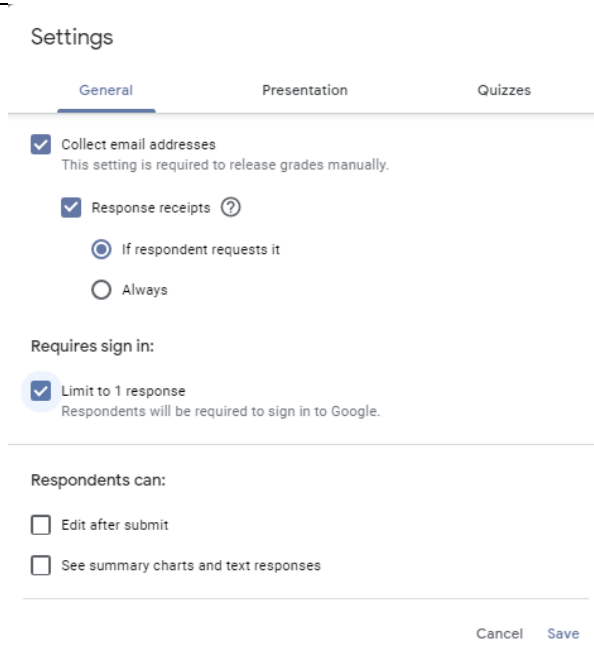 Settings
General Presentation Quizzes
Collect email addresses
This setting is required to release grades manually.
Response receipts ?
If respondent requests it
Always
Requires sign in:
Limit to 1 response
Respondents will be required to sign in to Google.
Respondents can:
Edit after submit
See summary charts and text responses
Cancel Save